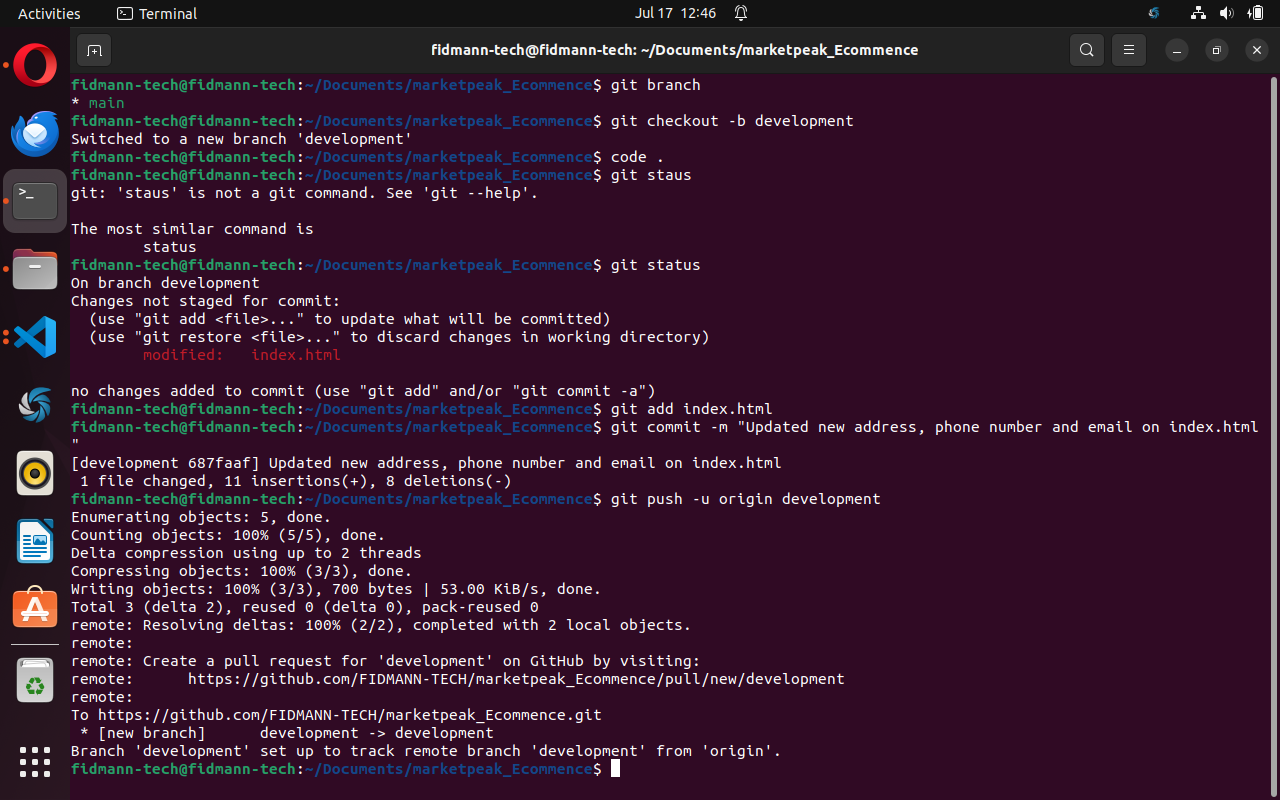 Activities
Terminal
Jul 17 12:46
fidmann-tech@fidmann-tech: ~/Documents/marketpeak_Ecommence
fidmann-tech@fidmann-tech:~/Documents/marketpeak_Ecommence$ git branch
* main
fidmann-tech@fidmann-tech:~/Documents/marketpeak_Ecommence$ git checkout -b development
Switched to a new branch 'development'
fidmann-tech@fidmann-tech:~/Documents/marketpeak_Ecommence$ code .
fidmann-tech@fidmann-tech:~/Documents/marketpeak_Ecommence$ git staus
git: 'staus' is not a git command. See 'git --help'.

The most similar command is
        status
fidmann-tech@fidmann-tech:~/Documents/marketpeak_Ecommence$ git status
On branch development
Changes not staged for commit:
  (use "git add <file>..." to update what will be committed)
  (use "git restore <file>..." to discard changes in working directory)
        modified:   index.html

no changes added to commit (use "git add" and/or "git commit -a")
fidmann-tech@fidmann-tech:~/Documents/marketpeak_Ecommence$ git add index.html
fidmann-tech@fidmann-tech:~/Documents/marketpeak_Ecommence$ git commit -m "Updated new address, phone number and email on index.html
"
[development 687faaf] Updated new address, phone number and email on index.html
 1 file changed, 11 insertions(+), 8 deletions(-)
fidmann-tech@fidmann-tech:~/Documents/marketpeak_Ecommence$ git push -u origin development
Enumerating objects: 5, done.
Counting objects: 100% (5/5), done.
Delta compression using up to 2 threads
Compressing objects: 100% (3/3), done.
Writing objects: 100% (3/3), 700 bytes | 53.00 KiB/s, done.
Total 3 (delta 2), reused 0 (delta 0), pack-reused 0
remote: Resolving deltas: 100% (2/2), completed with 2 local objects.
remote:
remote: Create a pull request for 'development' on GitHub by visiting:
remote:      https://github.com/FIDMANN-TECH/marketpeak_Ecommence/pull/new/development
remote:
To https://github.com/FIDMANN-TECH/marketpeak_Ecommence.git
 * [new branch]      development -> development
Branch 'development' set up to track remote branch 'development' from 'origin'.
fidmann-tech@fidmann-tech:~/Documents/marketpeak_Ecommence$